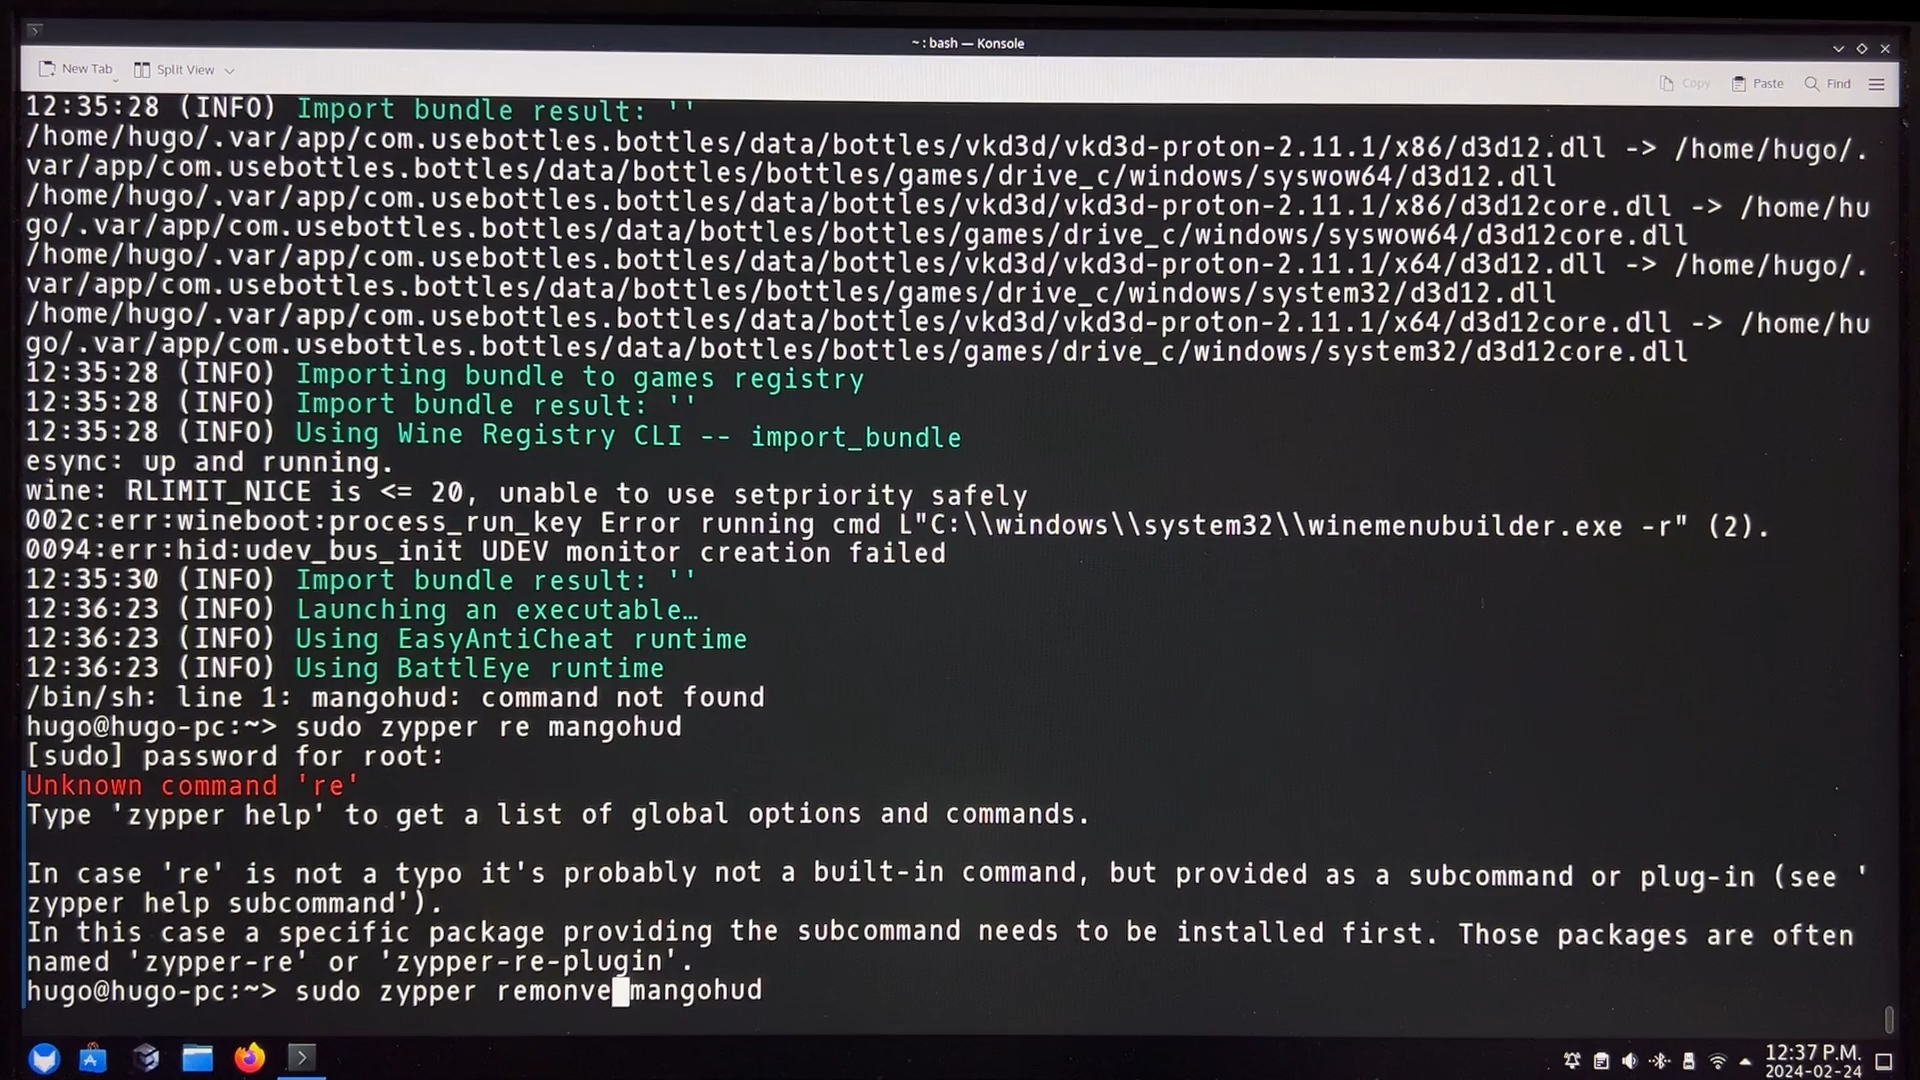 ~ : bash — Konsole
New Tab
Split View
Copy
Paste
Find
12:35:28 (INFO) Import bundle result: ''
/home/hugo/.var/app/com.usebottles.bottles/data/bottles/vkd3d/vkd3d-proton-2.11.1/x86/d3d12.dll -> /home/hugo/.
var/app/com.usebottles.bottles/data/bottles/bottles/games/drive_c/windows/syswow64/d3d12.dll
/home/hugo/.var/app/com.usebottles.bottles/data/bottles/vkd3d/vkd3d-proton-2.11.1/x86/d3d12core.dll -> /home/hu
go/.var/app/com.usebottles.bottles/data/bottles/bottles/games/drive_c/windows/syswow64/d3d12core.dll
/home/hugo/.var/app/com.usebottles.bottles/data/bottles/vkd3d/vkd3d-proton-2.11.1/x64/d3d12.dll -> /home/hugo/.
var/app/com.usebottles.bottles/data/bottles/bottles/games/drive_c/windows/system32/d3d12.dll
/home/hugo/.var/app/com.usebottles.bottles/data/bottles/vkd3d/vkd3d-proton-2.11.1/x64/d3d12core.dll -> /home/hu
go/.var/app/com.usebottles.bottles/data/bottles/bottles/games/drive_c/windows/system32/d3d12core.dll
12:35:28 (INFO) Importing bundle to games registry
12:35:28 (INFO) Import bundle result: ''
12:35:28 (INFO) Using Wine Registry CLI -- import_bundle
esync: up and running.
wine: RLIMIT_NICE is <= 20, unable to use setpriority safely
002c:err:wineboot:process_run_key Error running cmd L"C:\\windows\\system32\\winemenubuilder.exe -r" (2).
0094:err:hid:udev_bus_init UDEV monitor creation failed
12:35:30 (INFO) Import bundle result: ''
12:36:23 (INFO) Launching an executable…
12:36:23 (INFO) Using EasyAntiCheat runtime
12:36:23 (INFO) Using BattlEye runtime
/bin/sh: line 1: mangohud: command not found
hugo@hugo-pc:~> sudo zypper re mangohud
[sudo] password for root:
Unknown command 're'
Type 'zypper help' to get a list of global options and commands.
In case 're' is not a typo it's probably not a built-in command, but provided as a subcommand or plug-in (see '
zypper help subcommand').
In this case a specific package providing the subcommand needs to be installed first. Those packages are often
named 'zypper-re' or 'zypper-re-plugin'.
hugo@hugo-pc:~> sudo zypper remonve mangohud
12:37 P.M.
2024-02-24